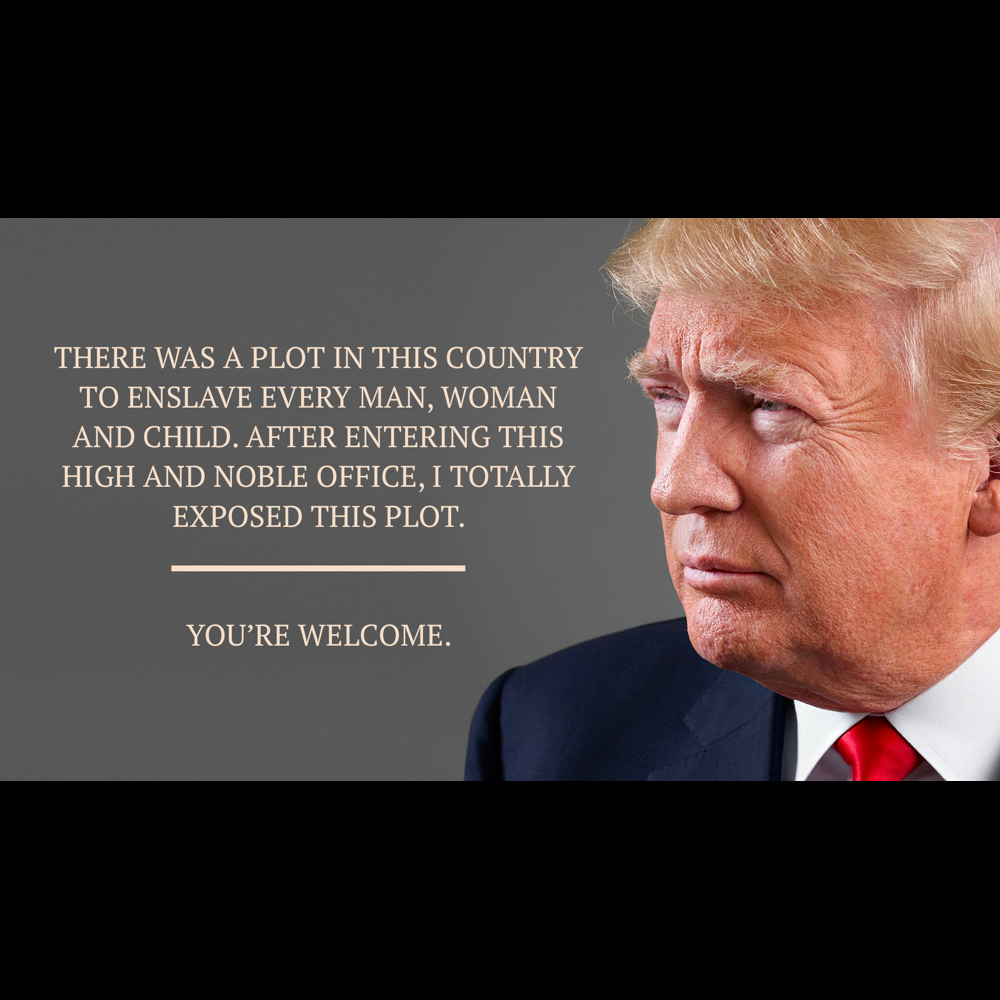 THERE WAS A PLOT IN THIS COUNTRY
TO ENSLAVE EVERY MAN, WOMAN
AND CHILD. AFTER ENTERING THIS
HIGH AND NOBLE OFFICE, I TOTALLY
EXPOSED THIS PLOT.
YOU’RE WELCOME.